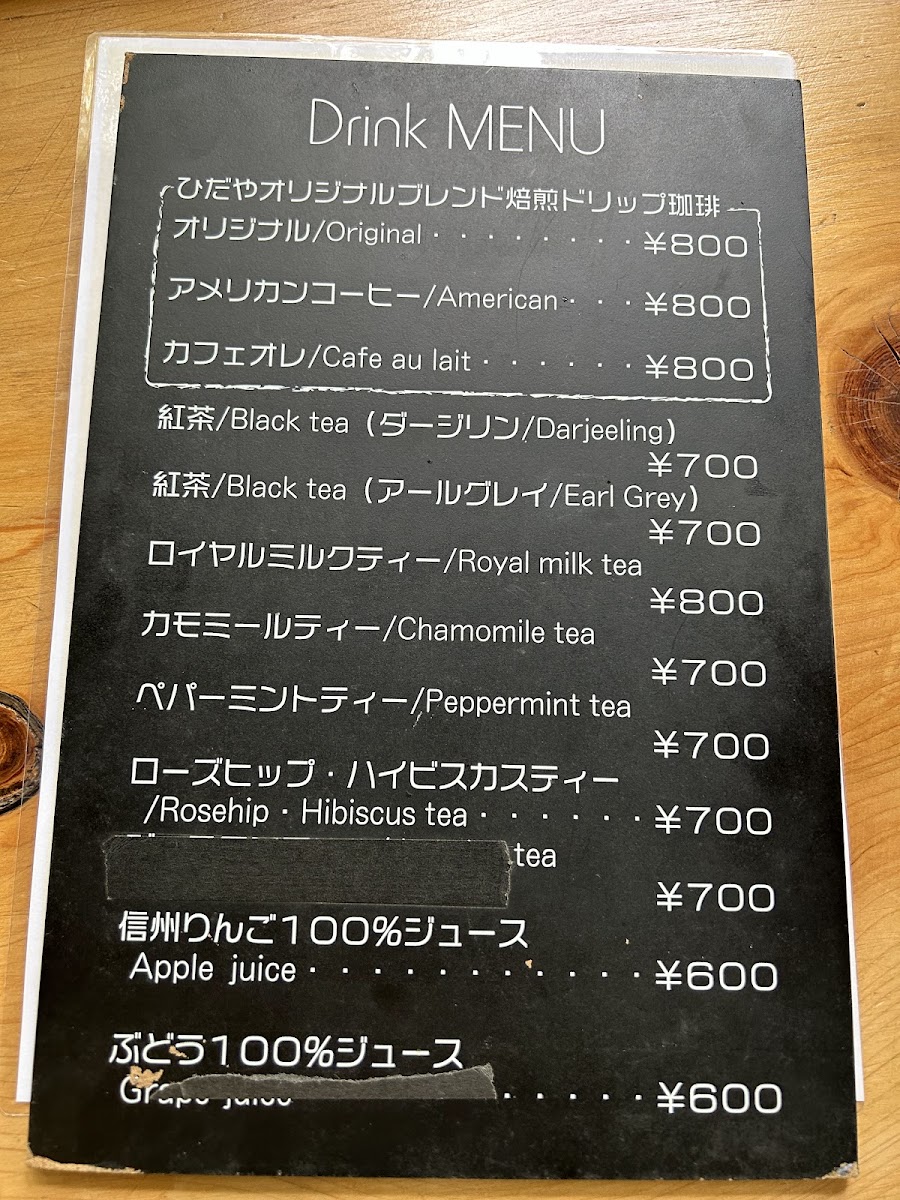 Drink MENU
ひだやオリジナルブレンド焙煎ドリップ珈琲
オリジナル/Original・・・・・・・・¥800
アメリカンコーヒー/American・・・¥800
カフェオレ/Cafe au lait・・・・・・¥800
紅茶/Black tea（ダージリン/Darjeeling）
¥700
紅茶/Black tea（アールグレイ/Earl Grey）
¥700
ロイヤルミルクティー/Royal milk tea
¥800
カモミールティー/Chamomile tea
¥700
ペパーミントティー/Peppermint tea
¥700
ローズヒップ・ハイビスカスティー
/Rosehip・Hibiscus tea・・・・・・¥700
tea
¥700
信州りんご100%ジュース
Apple juice・・・・・・・・・・・・¥600
ぶどう100%ジュース
Grape juice・・・・・¥600